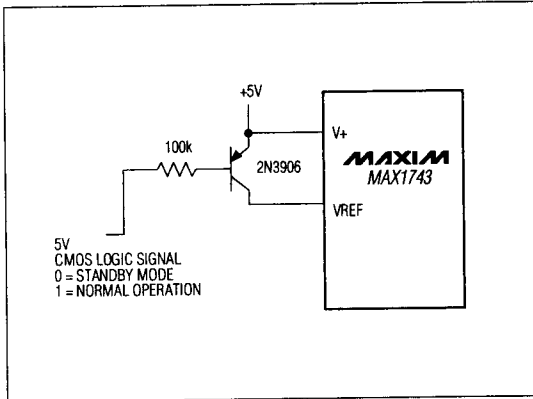 +5V
100k
V+
MAXIM
MAX1743
2N3906
VREF
5V
CMOS LOGIC SIGNAL
0 = STANDBY MODE
1 = NORMAL OPERATION